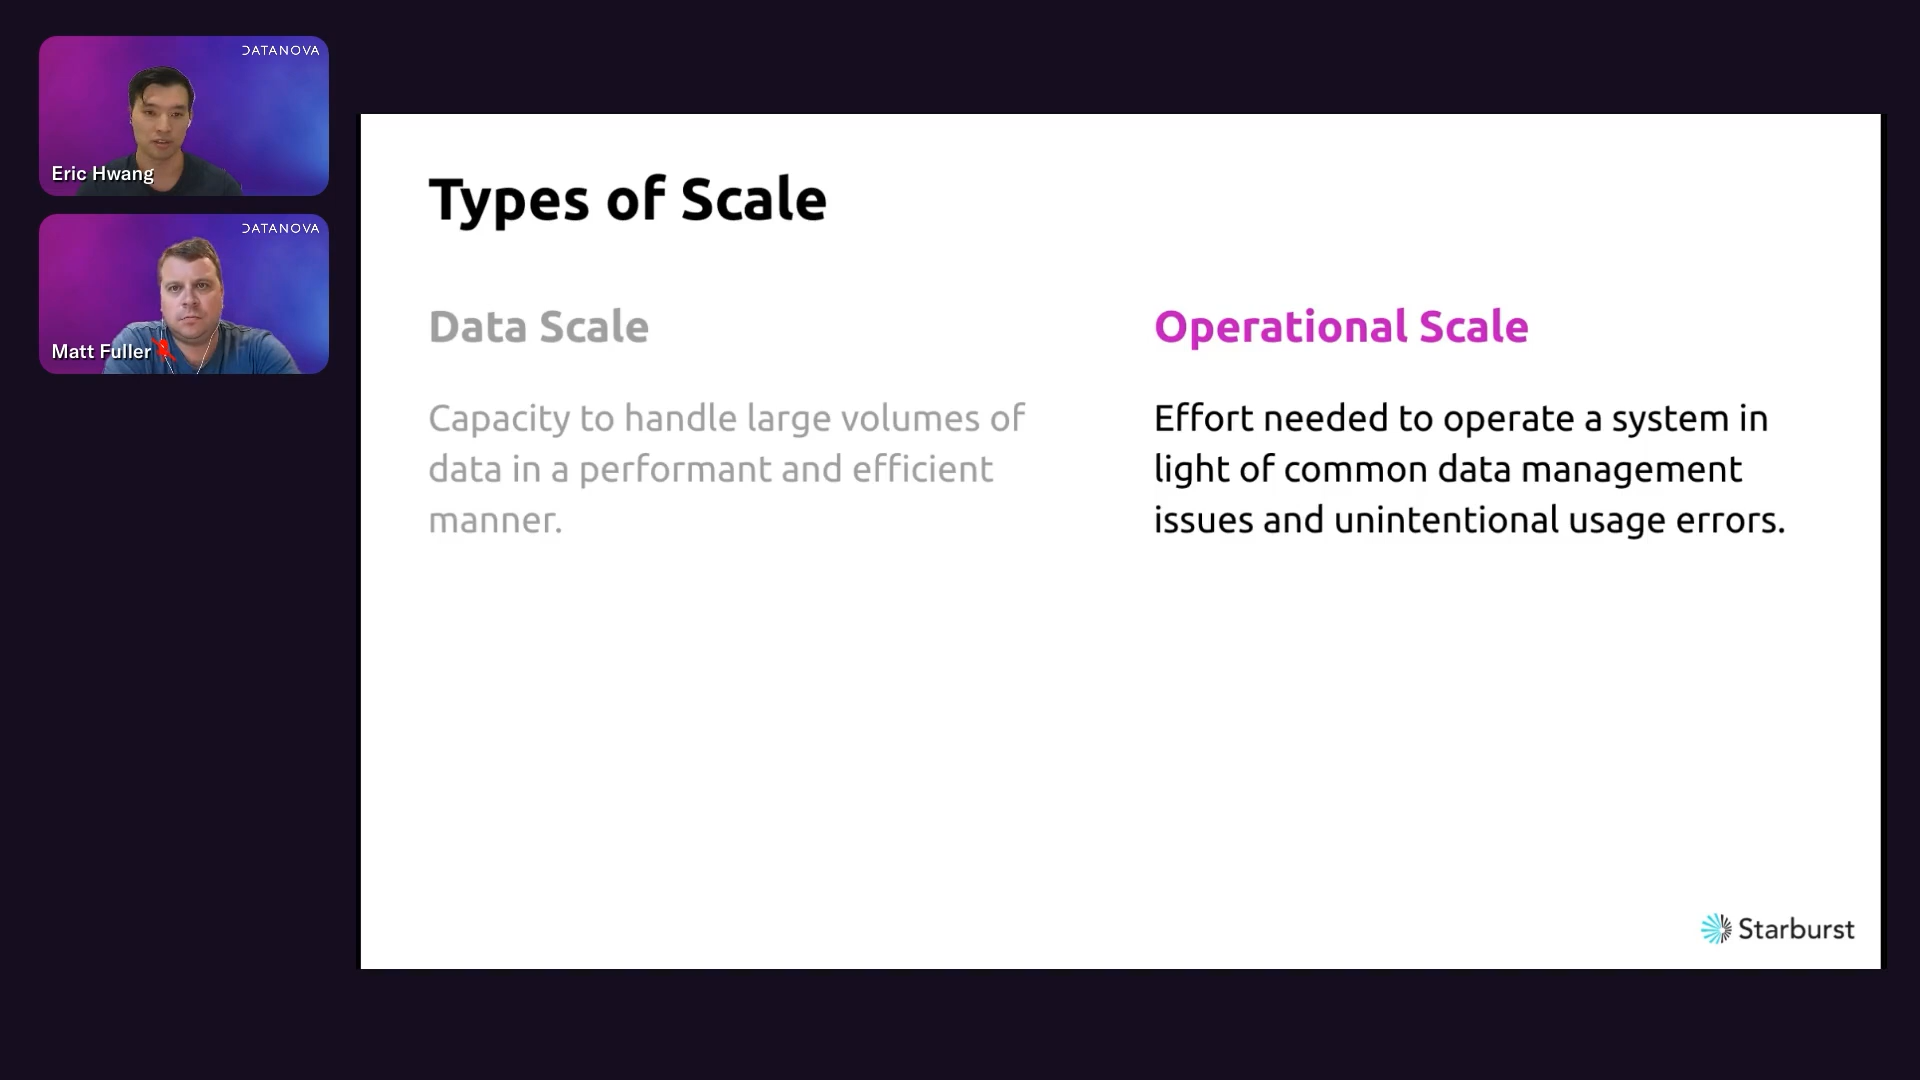 DATANOVA
Eric Hwang
DATANOVA
Matt Fuller
Types of Scale
Data Scale
Capacity to handle large volumes of
data in a performant and efficient
manner.
Operational Scale
Effort needed to operate a system in
light of common data management
issues and unintentional usage errors.
Starburst